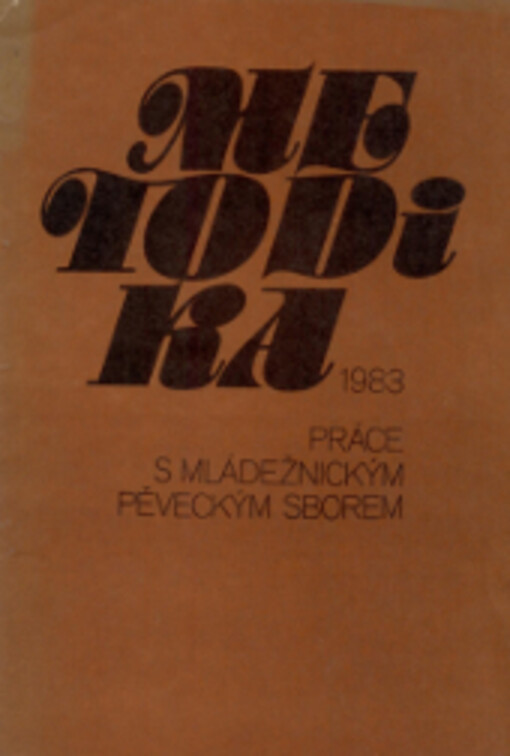 ME
TODi
KA 1983
PRÁCE
S MLÁDEŽNICKÝM
PĚVECKÝM SBOREM